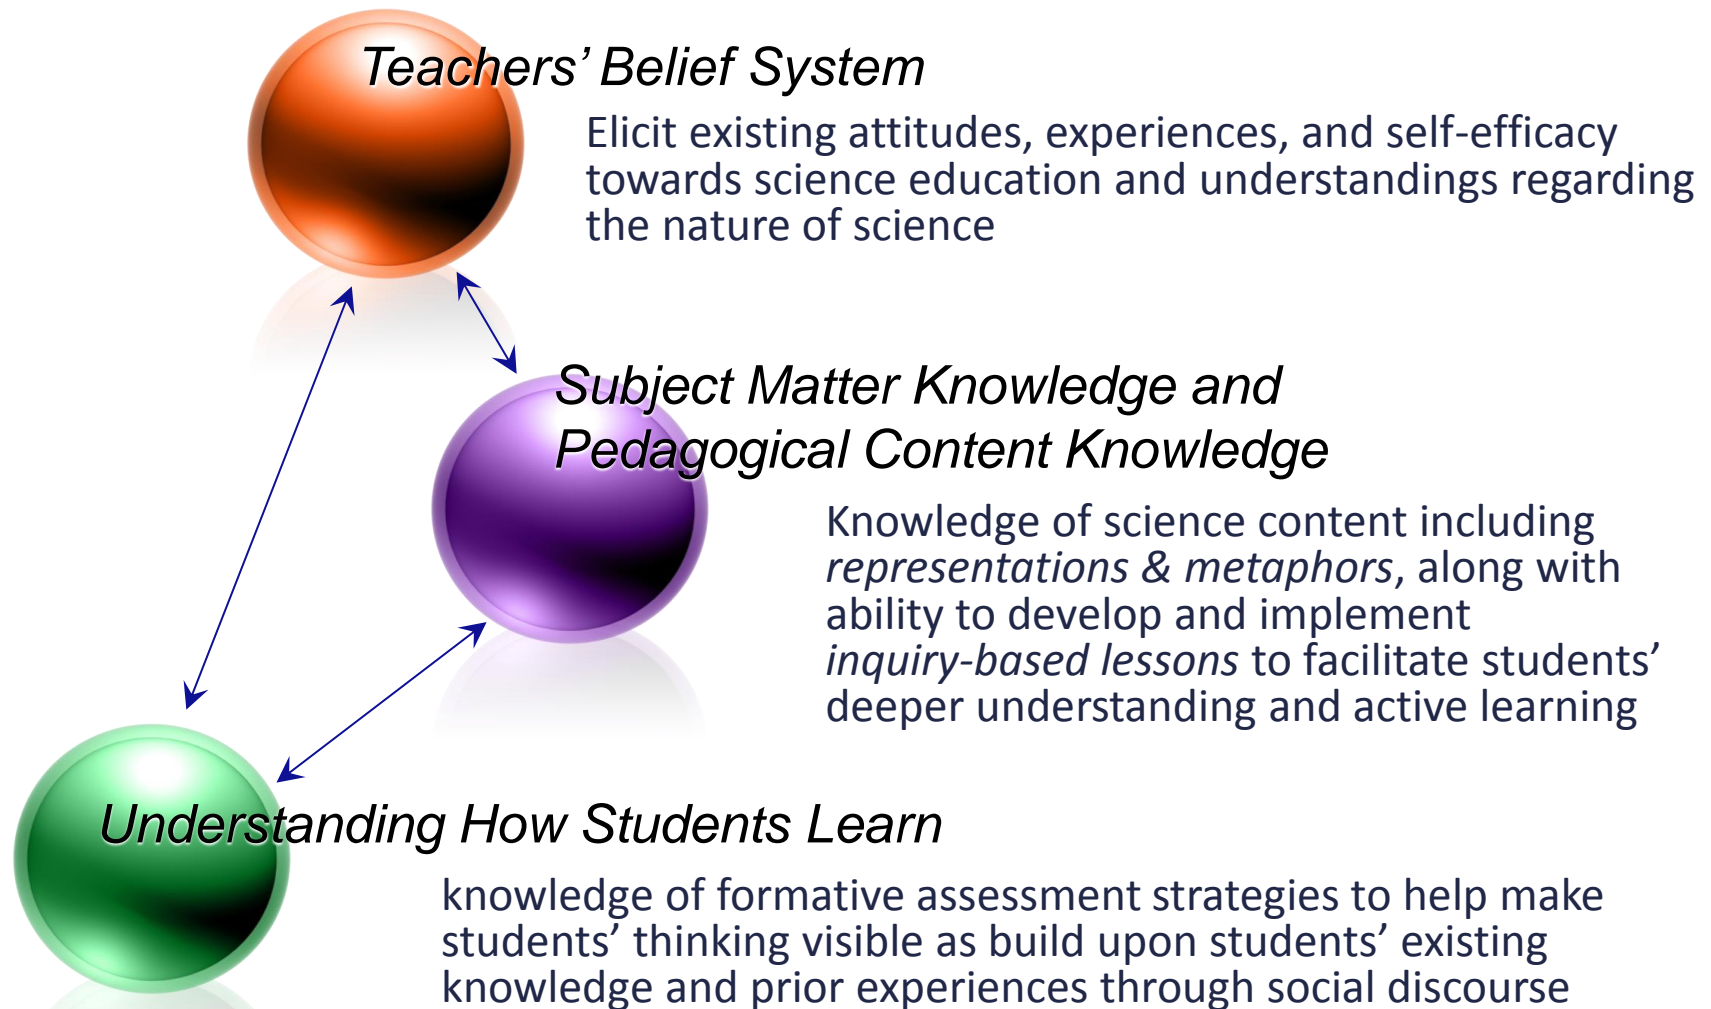 Teachers’ Belief System
Elicit existing attitudes, experiences, and self-efficacy
towards science education and understandings regarding
the nature of science
Subject Matter Knowledge and
Pedagogical Content Knowledge
Knowledge of science content including
representations & metaphors, along with
ability to develop and implement
inquiry-based lessons to facilitate students’
deeper understanding and active learning
Understanding How Students Learn
knowledge of formative assessment strategies to help make
students’ thinking visible as build upon students’ existing
knowledge and prior experiences through social discourse